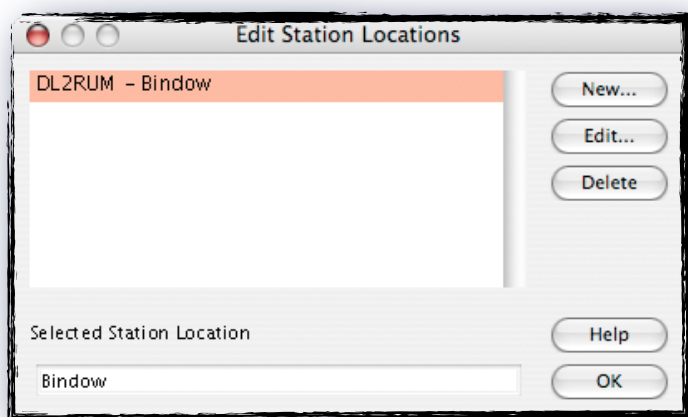 Edit Station Locations
DL2RUM – Bindow
New...
Edit...
Delete
Selected Station Location
Help
Bindow
OK